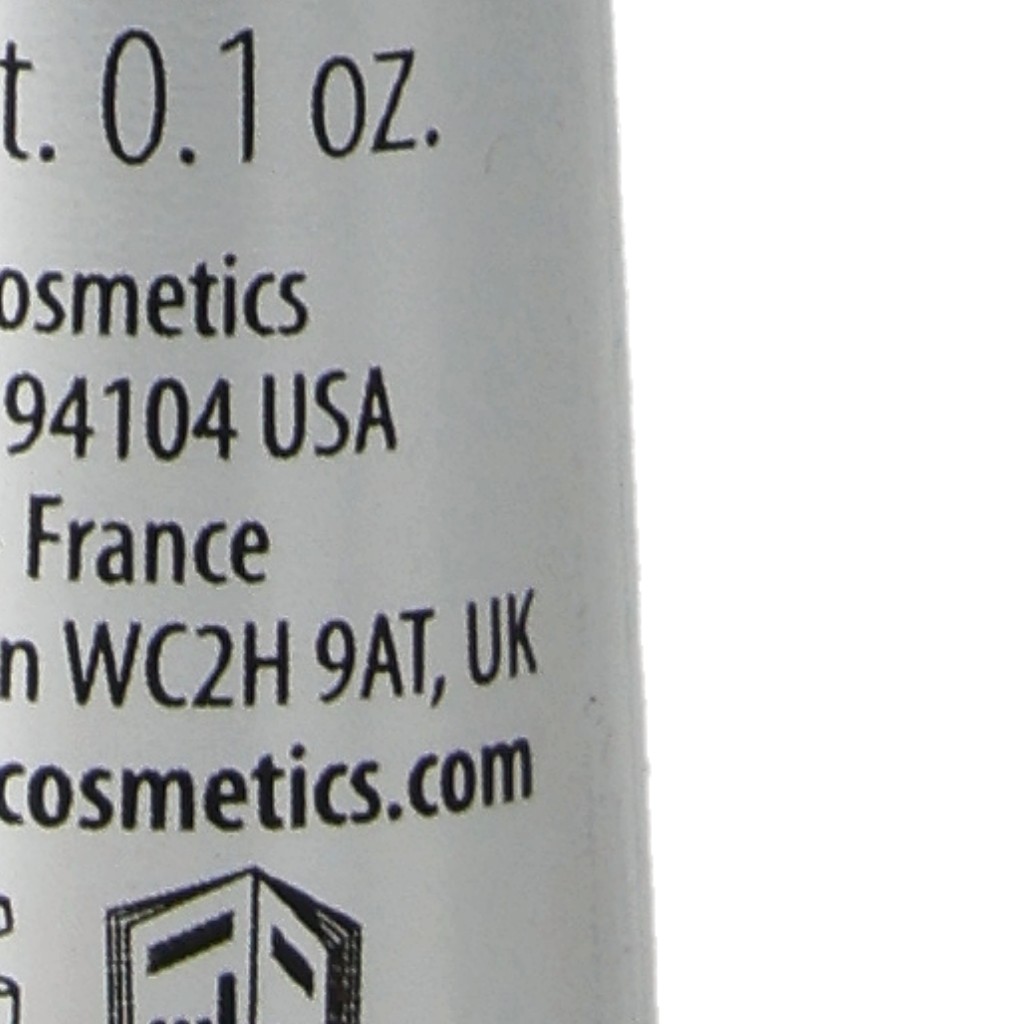 t. 0.1 oz.
osmetics
94104 USA
France
n WC2H 9AT, UK
cosmetics.com